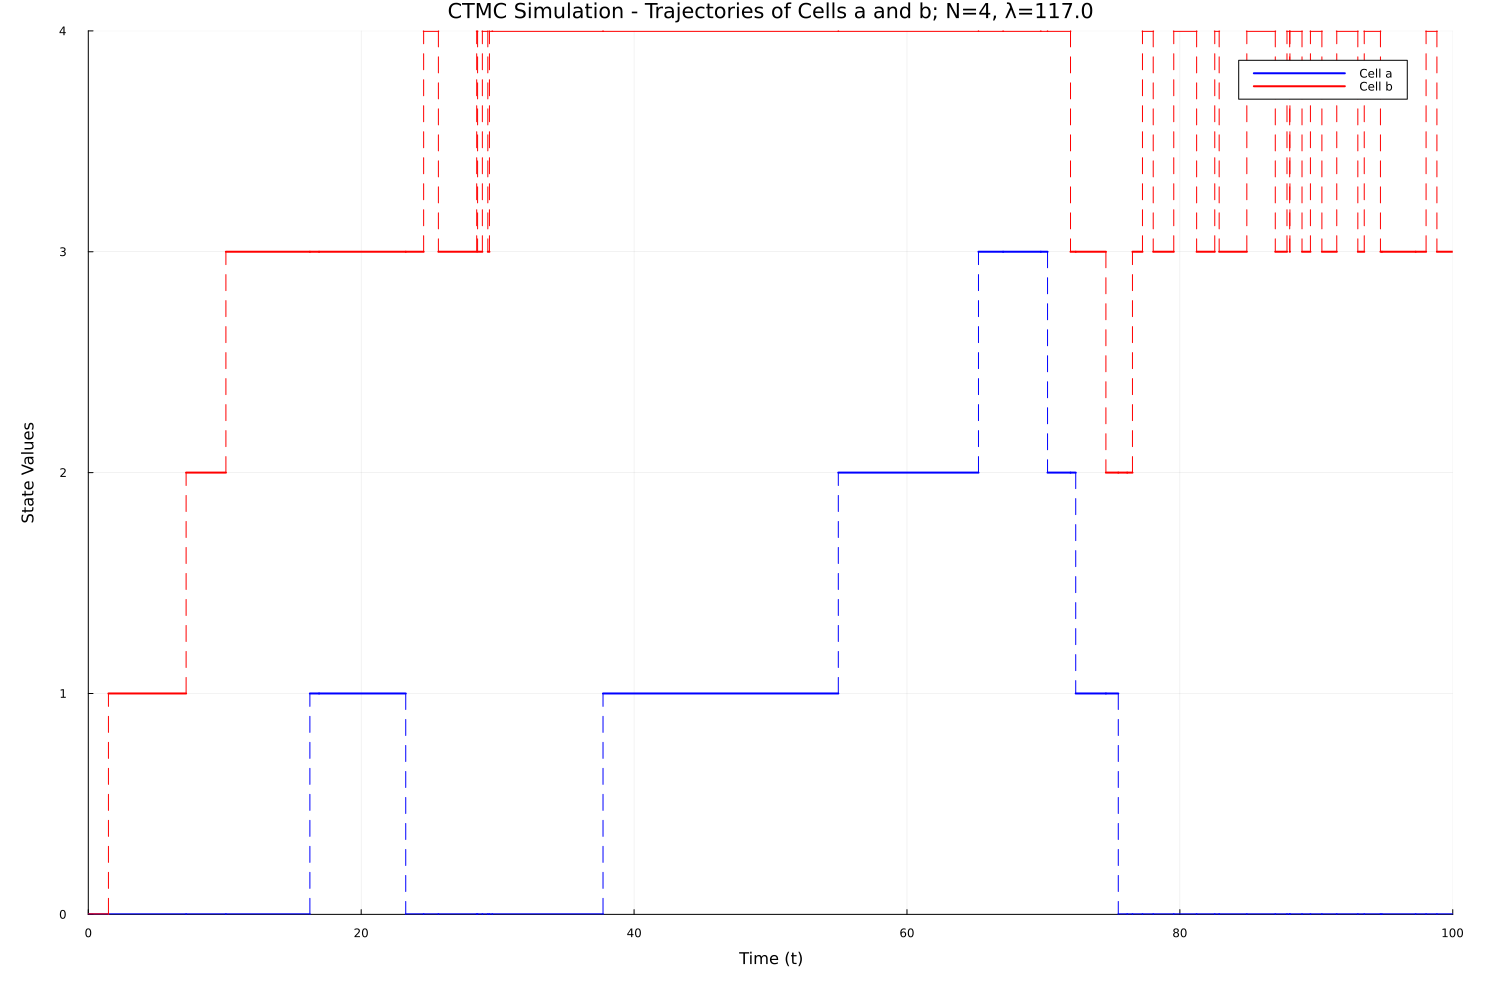 CTMC Simulation - Trajectories of Cells a and b; N=4, λ=117.0
4
Cell a
Cell b
3
State Values
2
1
0
0 20 40 60 80 100
Time (t)